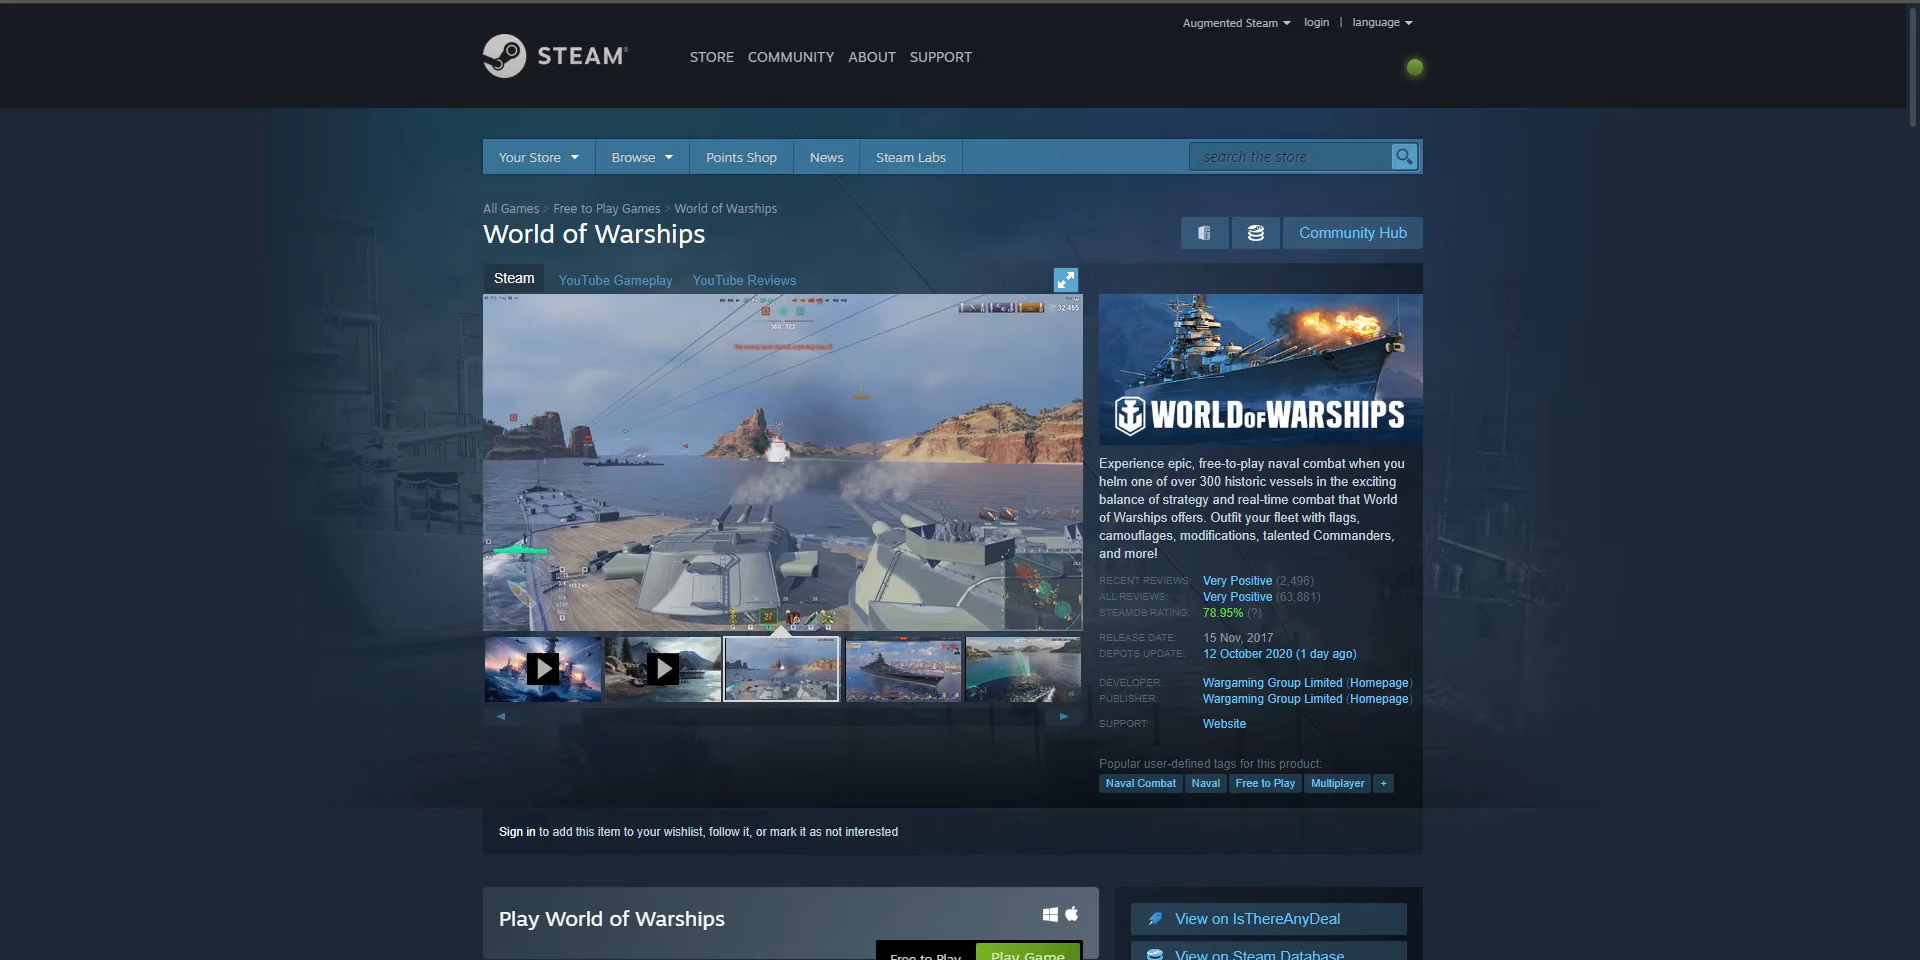 Augmented Steam
login | language
STEAM®
STORE COMMUNITY ABOUT SUPPORT
Your Store Browse Points Shop News Steam Labs
search the store
All Games > Free to Play Games > World of Warships
World of Warships
Community Hub
Steam YouTube Gameplay YouTube Reviews
32 465
560 : 323
27
WORLD OF WARSHIPS
Experience epic, free-to-play naval combat when you
helm one of over 300 historic vessels in the exciting
balance of strategy and real-time combat that World
of Warships offers. Outfit your fleet with flags,
camouflages, modifications, talented Commanders,
and more!
RECENT REVIEWS: Very Positive (2,496)
ALL REVIEWS: Very Positive (63,881)
STEAMDB RATING: 78.95% (?)
RELEASE DATE: 15 Nov, 2017
DEPOTS UPDATE: 12 October 2020 (1 day ago)
DEVELOPER: Wargaming Group Limited (Homepage)
PUBLISHER: Wargaming Group Limited (Homepage)
SUPPORT: Website
Popular user-defined tags for this product:
Naval Combat Naval Free to Play Multiplayer +
Sign in to add this item to your wishlist, follow it, or mark it as not interested
Play World of Warships
Free to Play Play Game
View on IsThereAnyDeal
View on Steam Database